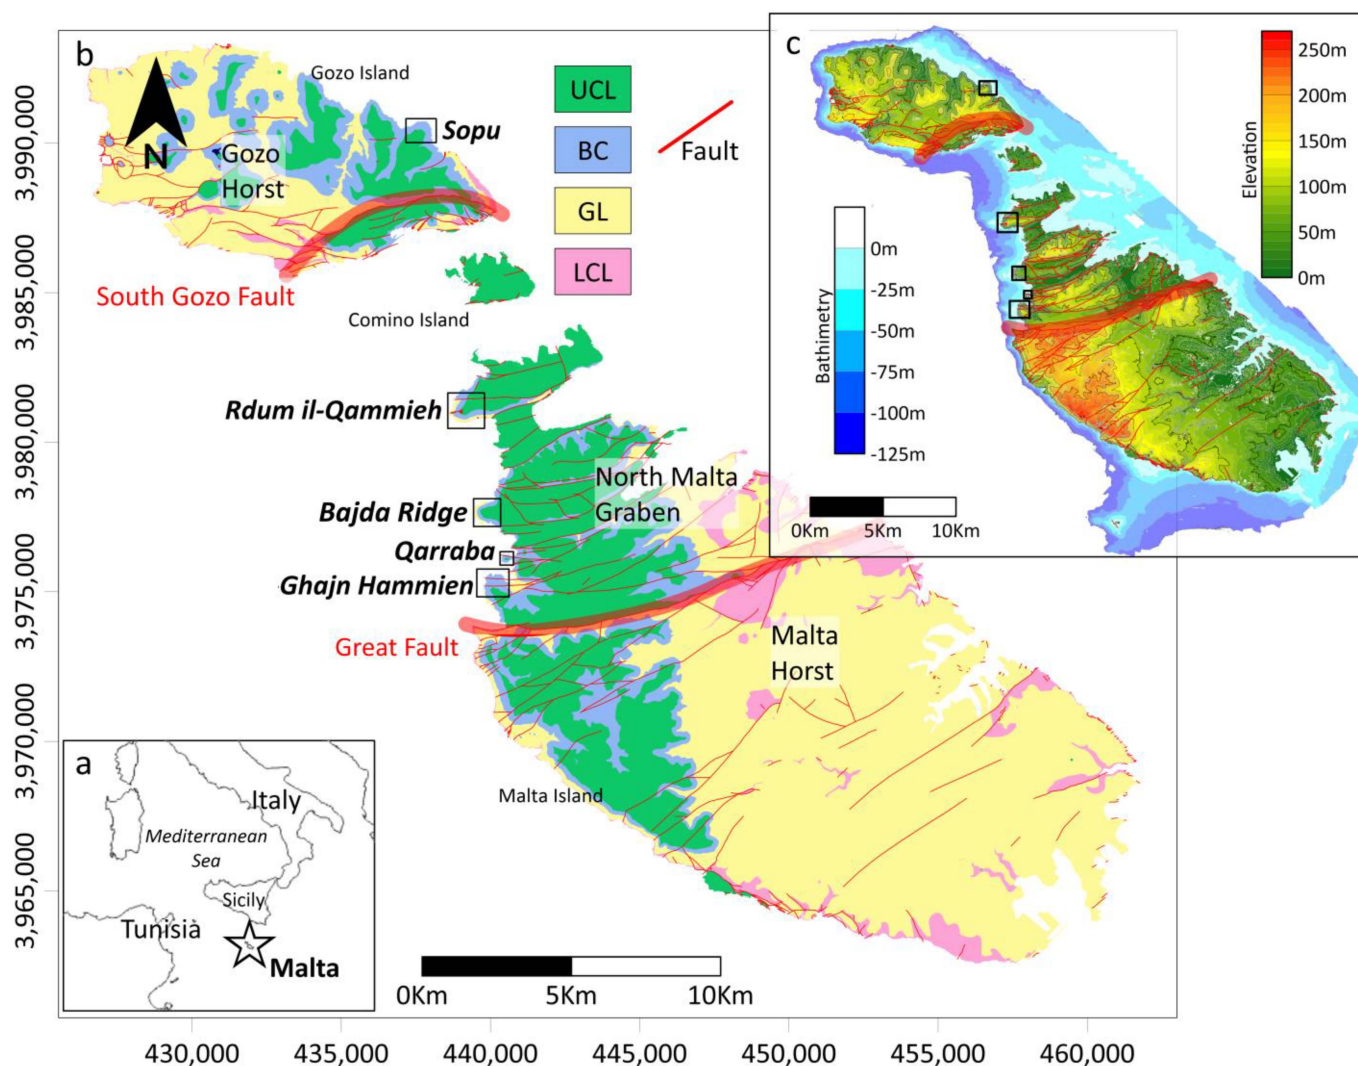 b
Gozo Island
N
Gozo
Horst
Sopu
South Gozo Fault
Comino Island
UCL
BC
GL
LCL
Fault
Rdum il-Qammieh
Bajda Ridge
Qarraba
Ghajn Hammien
Great Fault
North Malta
Graben
Malta
Horst
Malta Island
c
Elevation
250m
200m
150m
100m
50m
0m
Bathimetry
0m
-25m
-50m
-75m
-100m
-125m
0Km
5Km
10Km
a
Italy
Mediterranean
Sea
Sicily
Tunisià
Malta
0Km
5Km
10Km
3,990,000
3,985,000
3,980,000
3,975,000
3,970,000
3,965,000
430,000
435,000
440,000
445,000
450,000
455,000
460,000